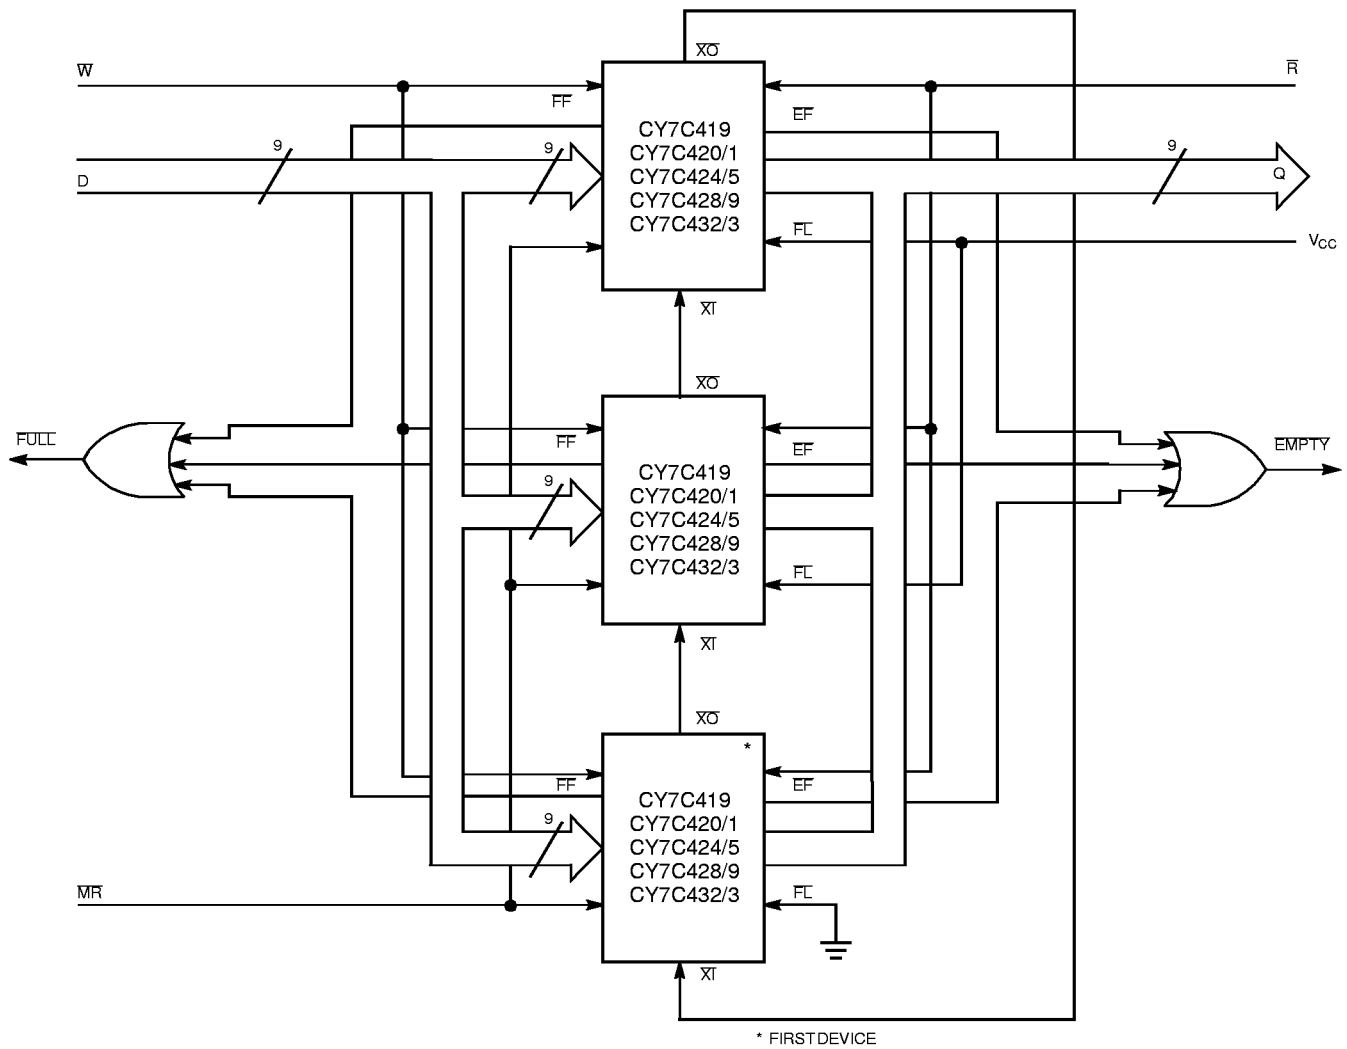 XO
W
R
FF
EF
CY7C419
CY7C420/1
CY7C424/5
CY7C428/9
CY7C432/3
9
9
9
D
Q
FL
VCC
XI
XO
FULL
FF
EF
EMPTY
CY7C419
CY7C420/1
CY7C424/5
CY7C428/9
CY7C432/3
9
FL
XI
XO
*
FF
EF
CY7C419
CY7C420/1
CY7C424/5
CY7C428/9
CY7C432/3
9
MR
FL
XI
* FIRST DEVICE